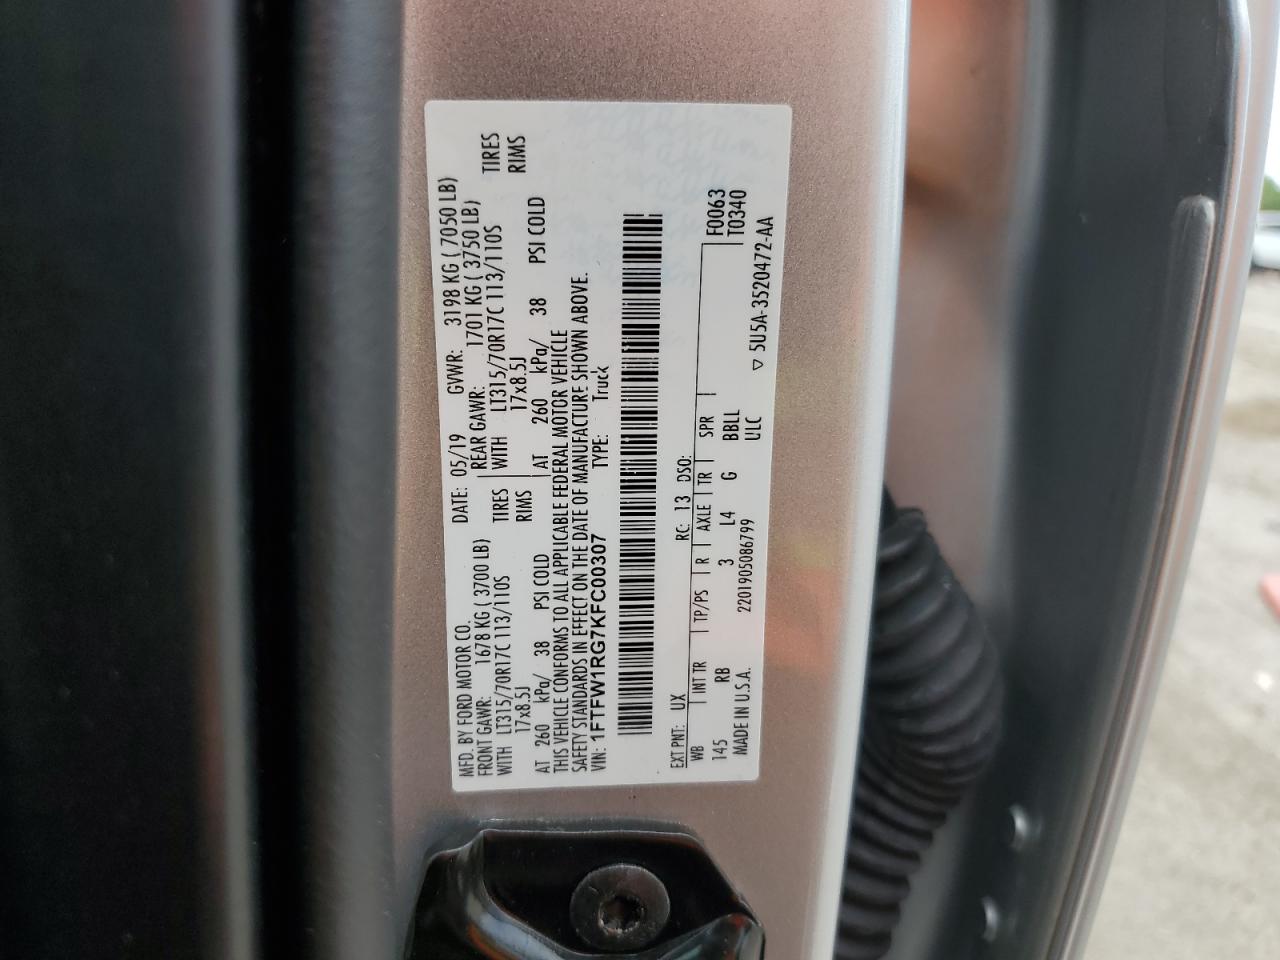 MFD. BY FORD MOTOR CO. DATE: 05/19 GVWR: 3198 KG ( 7050 LB)
FRONT GAWR: 1678 KG ( 3700 LB) REAR GAWR: 1701 KG ( 3750 LB)
WITH LT315/70R17C 113/110S TIRES WITH LT315/70R17C 113/110S TIRES
17x8.5J RIMS 17x8.5J RIMS
AT 260 kPa/ 38 PSI COLD AT 260 kPa/ 38 PSI COLD
THIS VEHICLE CONFORMS TO ALL APPLICABLE FEDERAL MOTOR VEHICLE
SAFETY STANDARDS IN EFFECT ON THE DATE OF MANUFACTURE SHOWN ABOVE.
VIN: 1FTFW1RG7KFC00307 TYPE: Truck
EXT PNT: UX RC: 13 DSO: F0063
WB INT TR TP/PS R AXLE TR SPR T0340
145 RB 3 L4 G BBLL
MADE IN U.S.A. 2201905086799 ULC ▽ 5U5A-3520472-AA